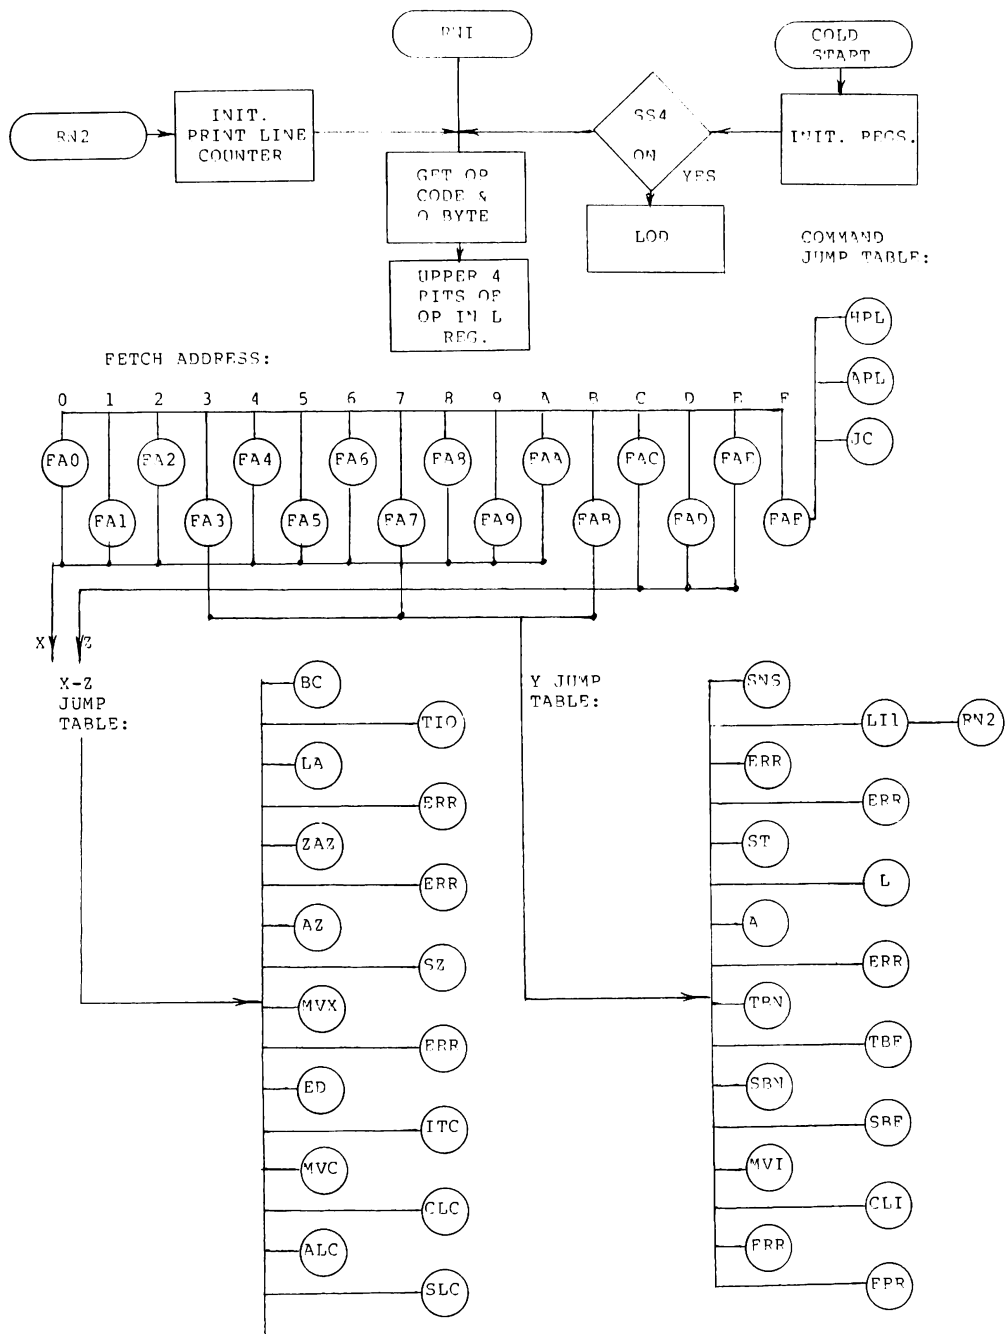 RNI
COLD
START
RN2
INIT.
PRINT LINE
COUNTER
SS4
ON
YES
INIT. REGS.
GET OP
CODE &
Q BYTE
LOD
COMMAND
JUMP TABLE:
UPPER 4
BITS OF
OP IN L
REG.
HPL
APL
JC
FETCH ADDRESS:
0 1 2 3 4 5 6 7 8 9 A B C D E F
FA0 FA2 FA4 FA6 FA8 FAA FAC FAE
FA1 FA3 FA5 FA7 FA9 FAB FAD FAF
X Z
X-Z
JUMP
TABLE:
BC
TIO
LA
ERR
ZAZ
ERR
AZ
SZ
MVX
ERR
ED
ITC
MVC
CLC
ALC
SLC
Y JUMP
TABLE:
SNS
LI1 RN2
ERR
ERR
ST
L
A
ERR
TBN
TBF
SBN
SBF
MVI
CLI
ERR
ERR